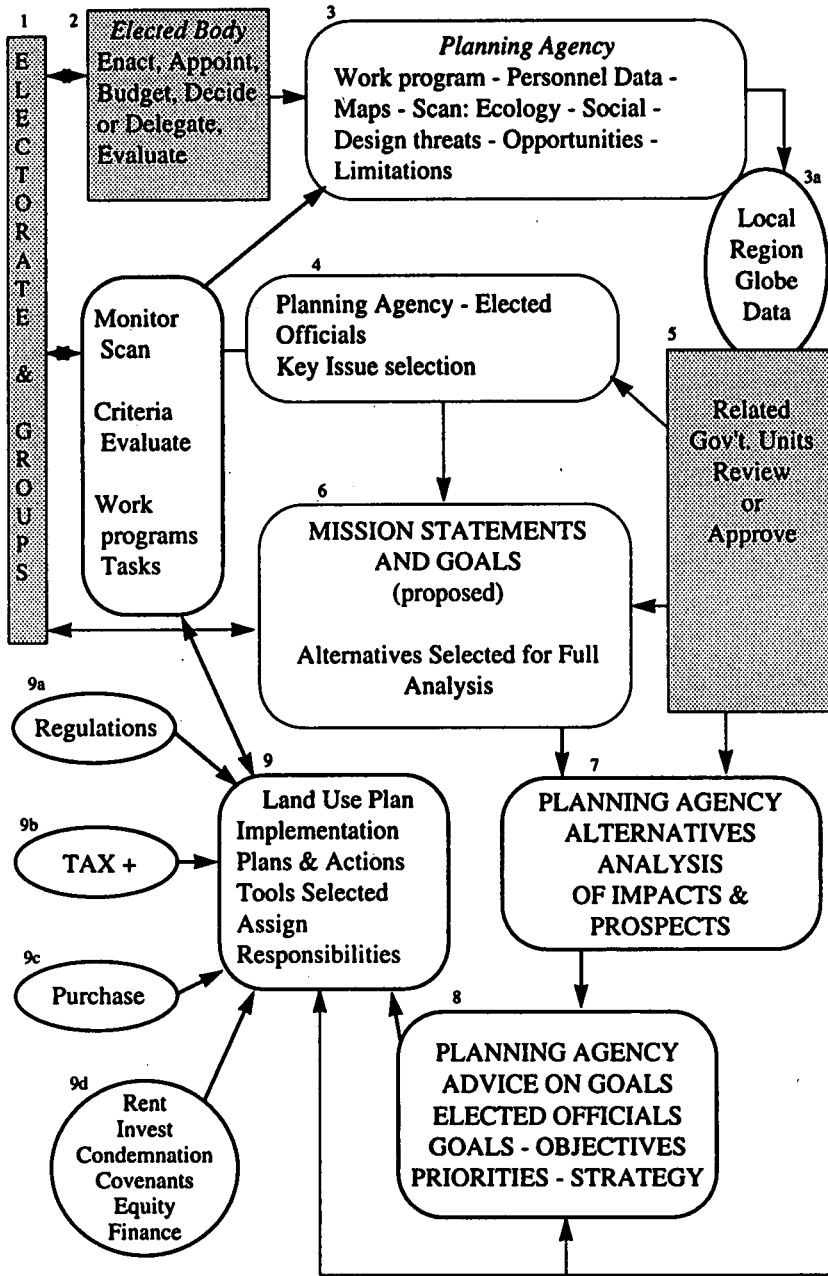 1
ELECTORATE & GROUPS
2
Elected Body
Enact, Appoint,
Budget, Decide
or Delegate,
Evaluate
3
Planning Agency
Work program - Personnel Data -
Maps - Scan: Ecology - Social -
Design threats - Opportunities -
Limitations
3a
Local
Region
Globe
Data
Monitor
Scan
Criteria
Evaluate
Work
programs
Tasks
4
Planning Agency - Elected
Officials
Key Issue selection
5
Related
Gov't. Units
Review
or
Approve
6
MISSION STATEMENTS
AND GOALS
(proposed)
Alternatives Selected for Full
Analysis
7
PLANNING AGENCY
ALTERNATIVES
ANALYSIS
OF IMPACTS &
PROSPECTS
8
PLANNING AGENCY
ADVICE ON GOALS
ELECTED OFFICIALS
GOALS - OBJECTIVES
PRIORITIES - STRATEGY
9
Land Use Plan
Implementation
Plans & Actions
Tools Selected
Assign
Responsibilities
9a
Regulations
9b
TAX +
9c
Purchase
9d
Rent
Invest
Condemnation
Covenants
Equity
Finance